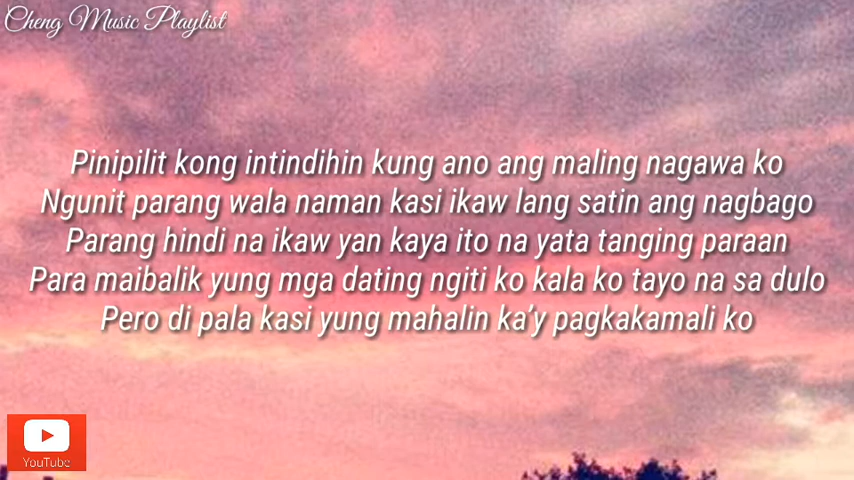 Cheng Music Playlist
Pinipilit kong intindihin kung ano ang maling nagawa ko
Ngunit parang wala naman kasi ikaw lang satin ang nagbago
Parang hindi na ikaw yan kaya ito na yata tanging paraan
Para maibalik yung mga dating ngiti ko kala ko tayo na sa dulo
Pero di pala kasi yung mahalin ka’y pagkakamali ko
YouTube